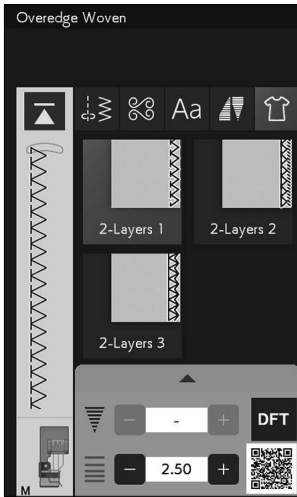 Overedge Woven
Aa
2-Layers 1
2-Layers 2
2-Layers 3
-
-
+
DFT
-
2.50
+
M